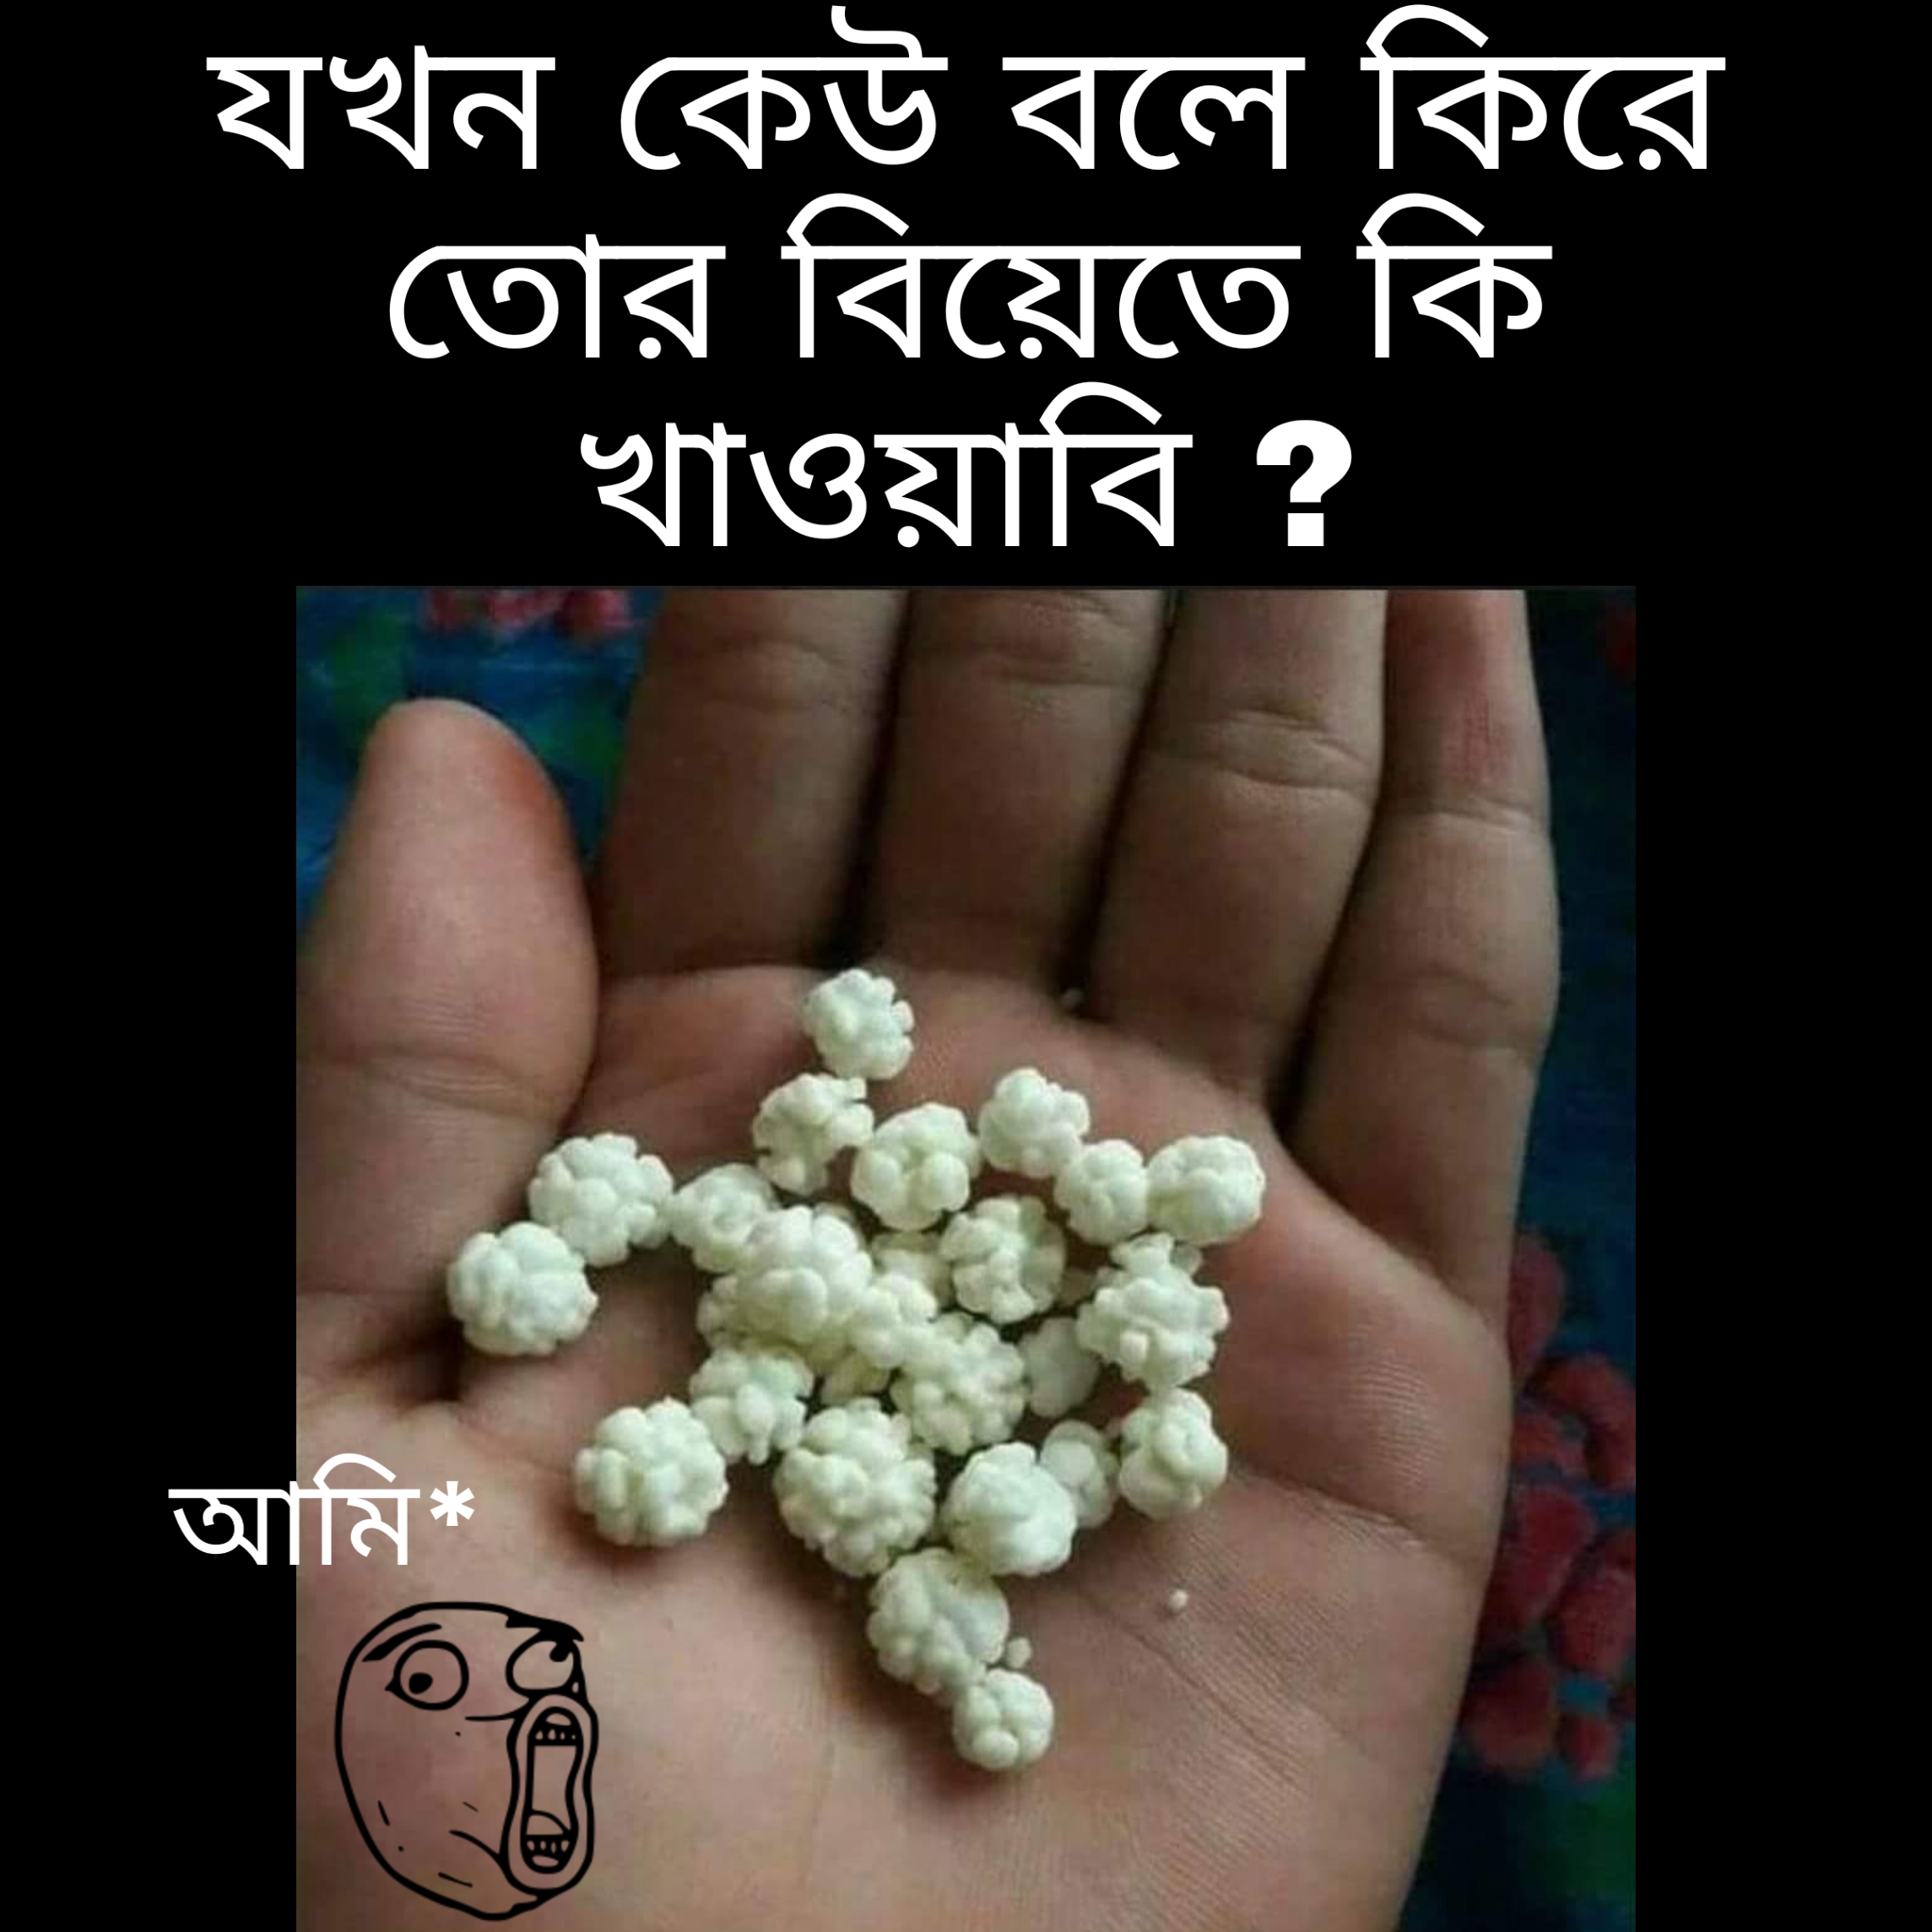 যখন কেউ বলে কিরে
তোর বিয়েতে কি
খাওয়াবি ?
আমি*